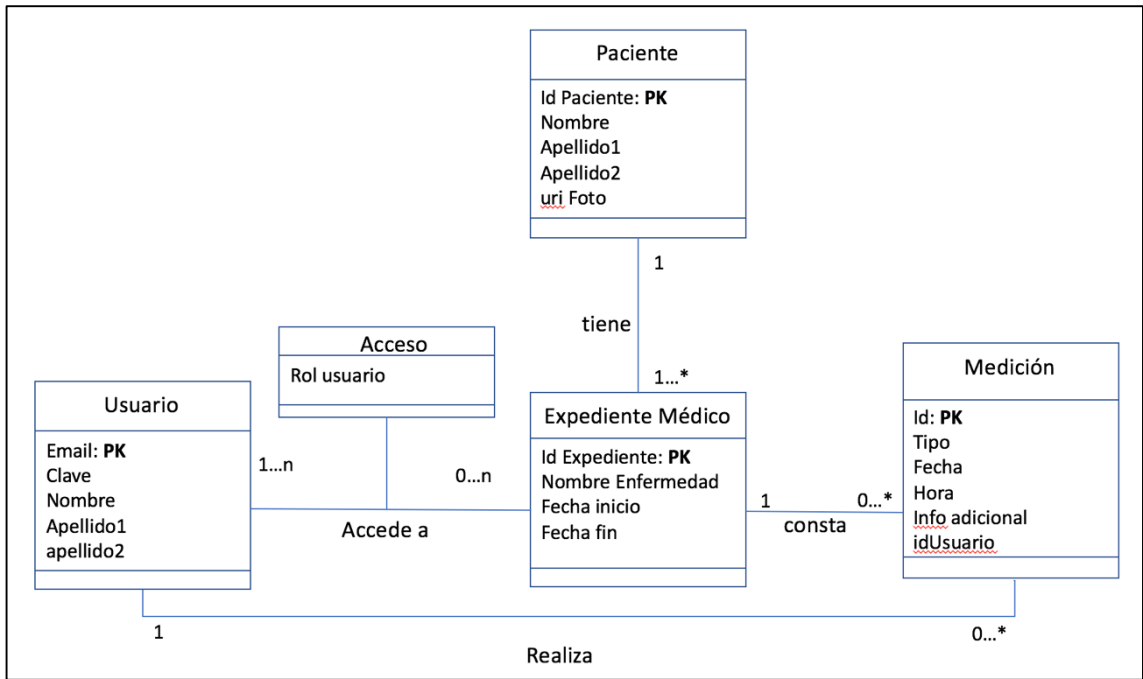 Paciente
Id Paciente: PK
Nombre
Apellido1
Apellido2
uri Foto
1
tiene
1...*
Acceso
Rol usuario
Usuario
Email: PK
Clave
Nombre
Apellido1
apellido2
1...n
0...n
Accede a
Expediente Médico
Id Expediente: PK
Nombre Enfermedad
Fecha inicio
Fecha fin
1
0...*
consta
Medición
Id: PK
Tipo
Fecha
Hora
Info adicional
idUsuario
1
0...*
Realiza